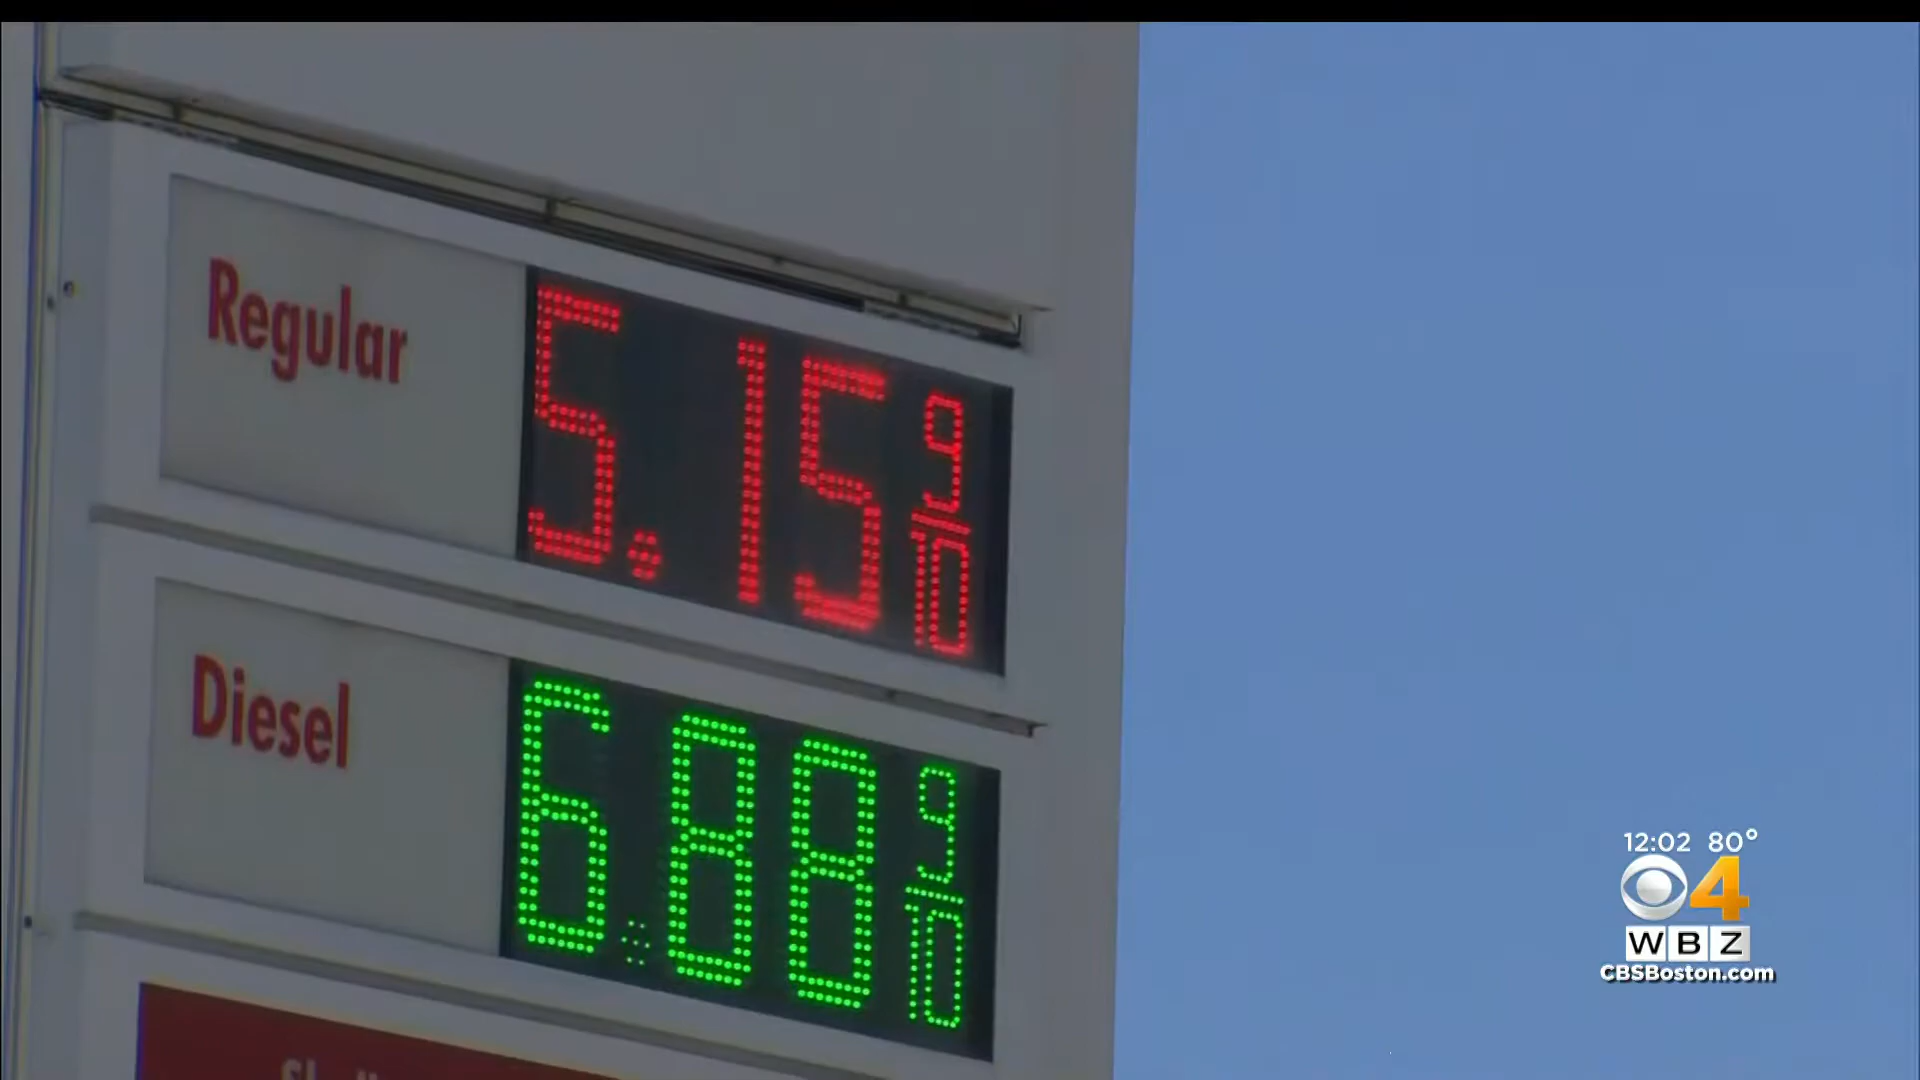 Regular 5.15 9/10
Diesel 6.88 9/10
12:02 80°
4
WBZ
CBSBoston.com